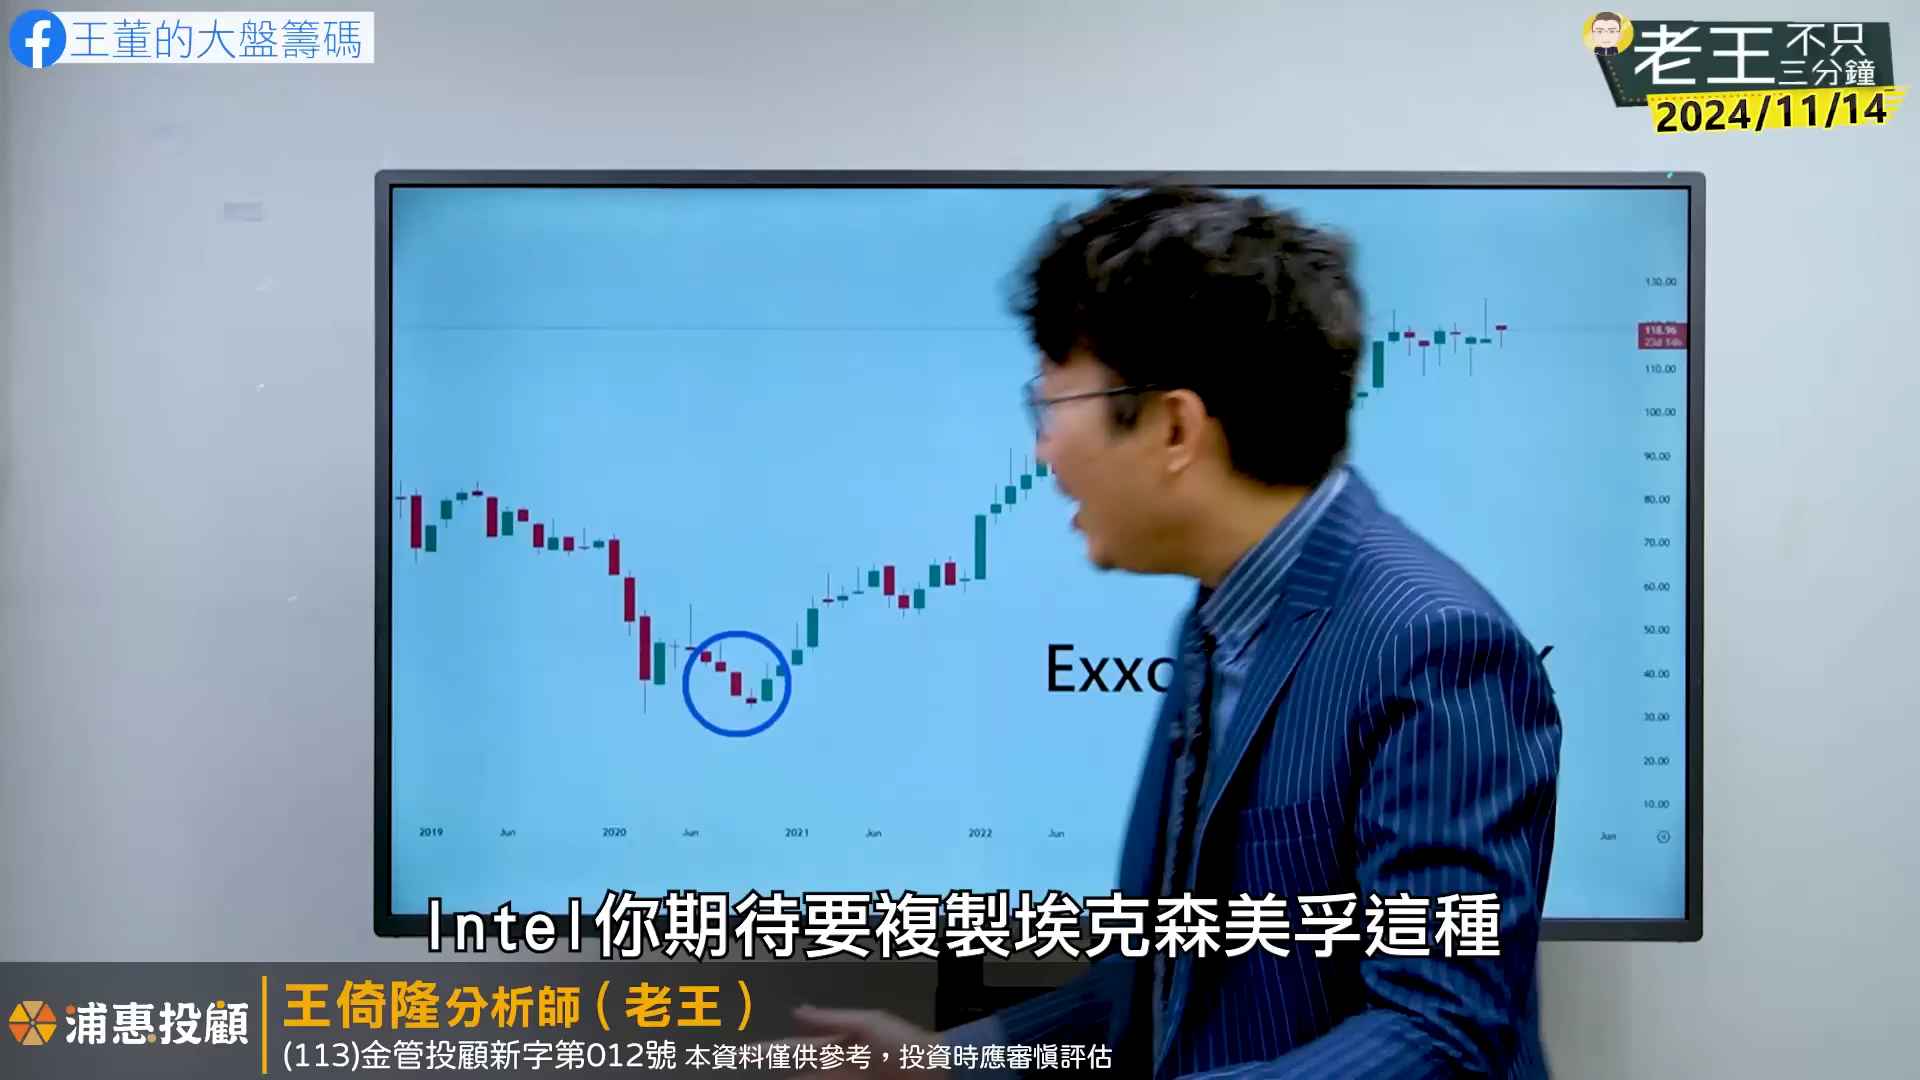 王董的大盤籌碼
老王 不只
三分鐘
2024/11/14
130.00
118.96
23d 14h
110.00
100.00
90.00
80.00
70.00
60.00
50.00
40.00
30.00
20.00
10.00
2019 Jun 2020 Jun 2021 Jun 2022 Jun Jun
Intel你期待要複製埃克森美孚這種
浦惠投顧
王倚隆分析師(老王)
(113)金管投顧新字第012號 本資料僅供參考,投資時應審慎評估